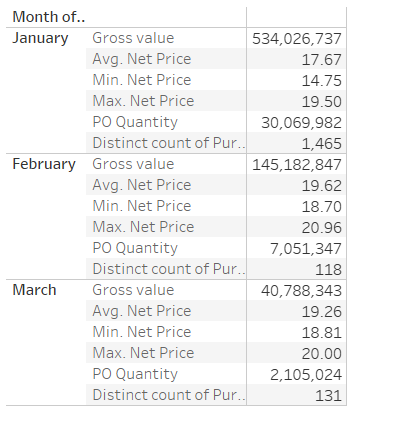 Month of..
January Gross value 534,026,737
Avg. Net Price 17.67
Min. Net Price 14.75
Max. Net Price 19.50
PO Quantity 30,069,982
Distinct count of Pur.. 1,465
February Gross value 145,182,847
Avg. Net Price 19.62
Min. Net Price 18.70
Max. Net Price 20.96
PO Quantity 7,051,347
Distinct count of Pur.. 118
March Gross value 40,788,343
Avg. Net Price 19.26
Min. Net Price 18.81
Max. Net Price 20.00
PO Quantity 2,105,024
Distinct count of Pur.. 131